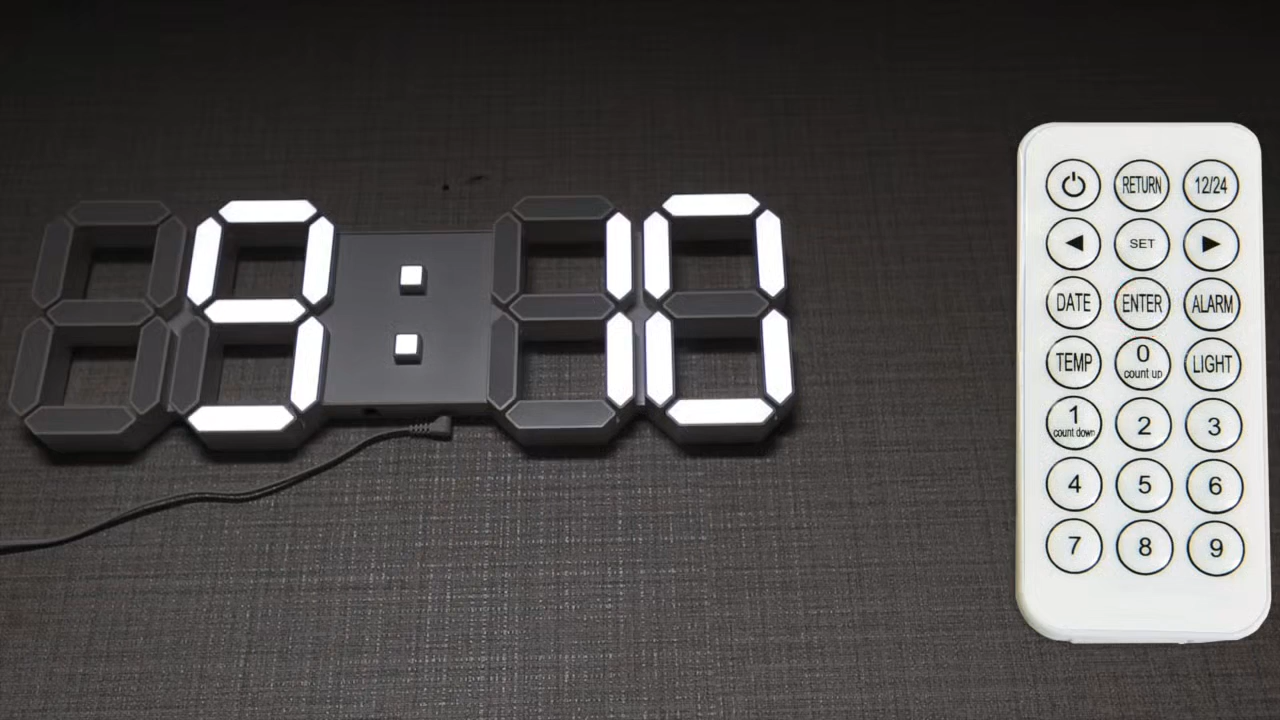 9:10
RETURN 12/24
SET
DATE ENTER ALARM
TEMP 0 LIGHT
count up
1 2 3
count down
4 5 6
7 8 9